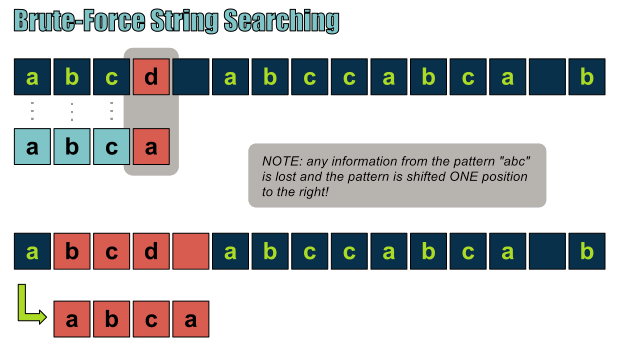 Brute-Force String Searching
a b c d a b c c a b c a b
a b c a
NOTE: any information from the pattern "abc"
is lost and the pattern is shifted ONE position
to the right!
a b c d a b c c a b c a b
a b c a